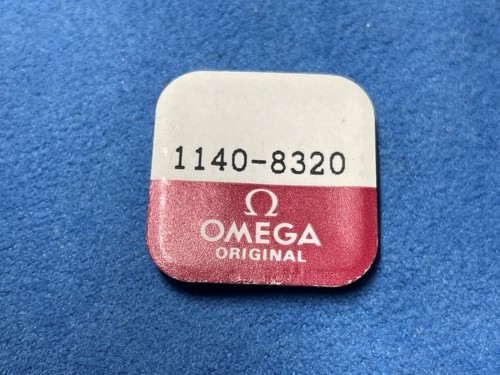 1140-8320
Ω
OMEGA
ORIGINAL